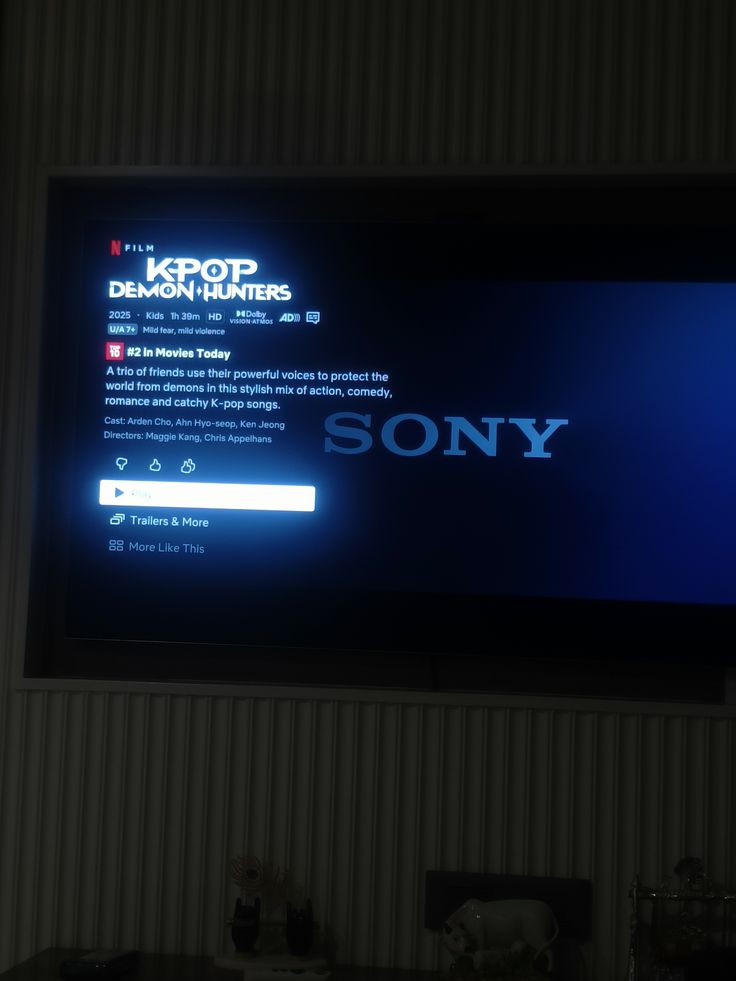 N FILM
KPOP
DEMON HUNTERS
2025 · Kids 1h 39m HD Dolby VISION·ATMOS AD)))
U/A 7+ Mild fear, mild violence
TOP 10 #2 in Movies Today
A trio of friends use their powerful voices to protect the
world from demons in this stylish mix of action, comedy,
romance and catchy K-pop songs.
Cast: Arden Cho, Ahn Hyo-seop, Ken Jeong
Directors: Maggie Kang, Chris Appelhans
SONY
Play
Trailers & More
More Like This